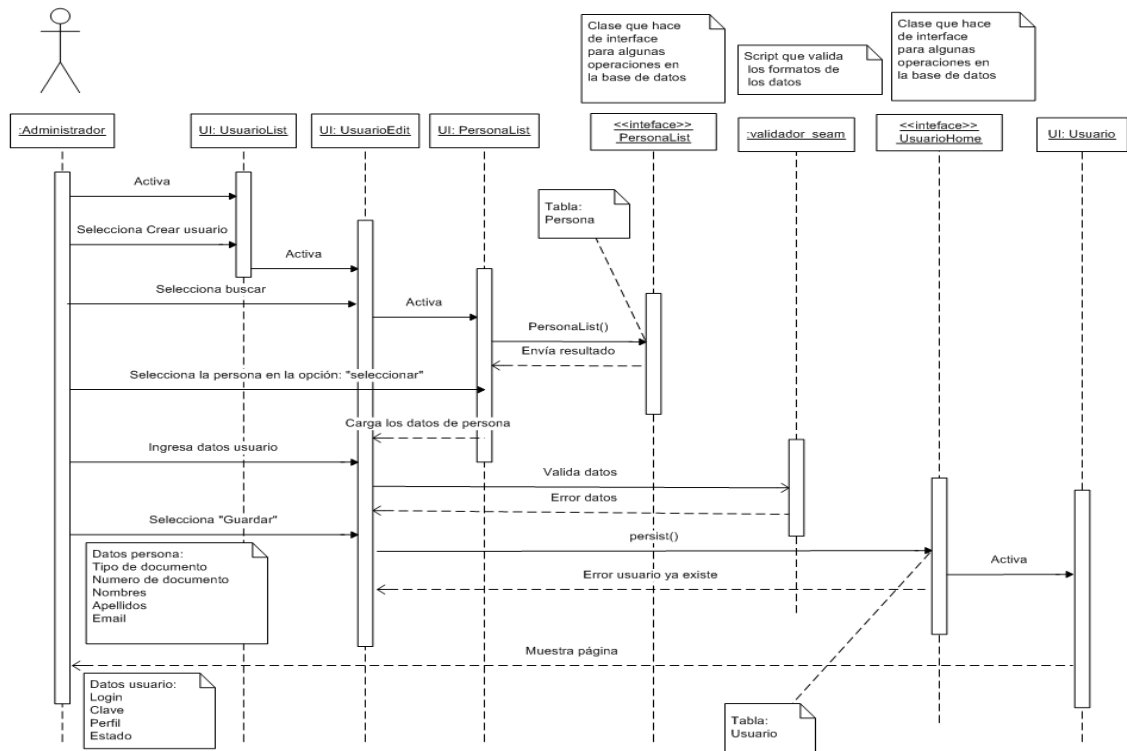 Clase que hace
de interface
para algunas
operaciones en
la base de datos
Script que valida
los formatos de
los datos
Clase que hace
de interface
para algunas
operaciones en
la base de datos
:Administrador
UI: UsuarioList
UI: UsuarioEdit
UI: PersonaList
<<inteface>>
PersonaList
:validador_seam
<<inteface>>
UsuarioHome
UI: Usuario
Activa
Tabla:
Persona
Selecciona Crear usuario
Activa
Selecciona buscar
Activa
PersonaList()
Envía resultado
Selecciona la persona en la opción: "seleccionar"
Carga los datos de persona
Ingresa datos usuario
Valida datos
Error datos
Selecciona "Guardar"
persist()
Datos persona:
Tipo de documento
Numero de documento
Nombres
Apellidos
Email
Activa
Error usuario ya existe
Muestra página
Datos usuario:
Login
Clave
Perfil
Estado
Tabla:
Usuario